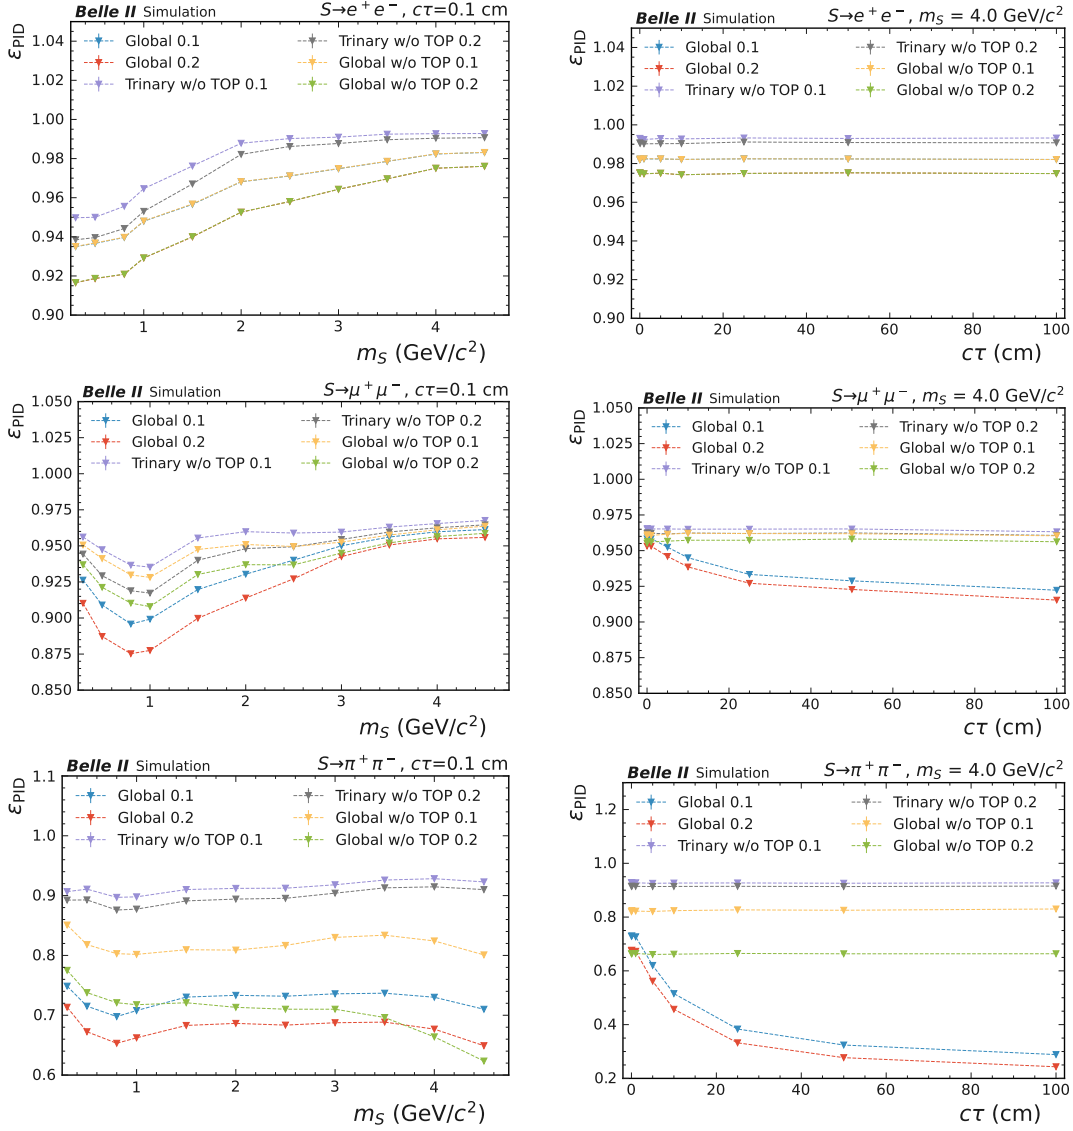 Belle II Simulation S→e⁺e⁻, cτ=0.1 cm
ε_PID
1.04
1.02
1.00
0.98
0.96
0.94
0.92
0.90
Global 0.1
Global 0.2
Trinary w/o TOP 0.1
Trinary w/o TOP 0.2
Global w/o TOP 0.1
Global w/o TOP 0.2
1 2 3 4
m_S (GeV/c²)
Belle II Simulation S→e⁺e⁻, m_S = 4.0 GeV/c²
ε_PID
1.04
1.02
1.00
0.98
0.96
0.94
0.92
0.90
Global 0.1
Global 0.2
Trinary w/o TOP 0.1
Trinary w/o TOP 0.2
Global w/o TOP 0.1
Global w/o TOP 0.2
0 20 40 60 80 100
cτ (cm)
Belle II Simulation S→μ⁺μ⁻, cτ=0.1 cm
ε_PID
1.050
1.025
1.000
0.975
0.950
0.925
0.900
0.875
0.850
Global 0.1
Global 0.2
Trinary w/o TOP 0.1
Trinary w/o TOP 0.2
Global w/o TOP 0.1
Global w/o TOP 0.2
1 2 3 4
m_S (GeV/c²)
Belle II Simulation S→μ⁺μ⁻, m_S = 4.0 GeV/c²
ε_PID
1.050
1.025
1.000
0.975
0.950
0.925
0.900
0.875
0.850
Global 0.1
Global 0.2
Trinary w/o TOP 0.1
Trinary w/o TOP 0.2
Global w/o TOP 0.1
Global w/o TOP 0.2
0 20 40 60 80 100
cτ (cm)
Belle II Simulation S→π⁺π⁻, cτ=0.1 cm
ε_PID
1.1
1.0
0.9
0.8
0.7
0.6
Global 0.1
Global 0.2
Trinary w/o TOP 0.1
Trinary w/o TOP 0.2
Global w/o TOP 0.1
Global w/o TOP 0.2
1 2 3 4
m_S (GeV/c²)
Belle II Simulation S→π⁺π⁻, m_S = 4.0 GeV/c²
ε_PID
1.2
1.0
0.8
0.6
0.4
0.2
Global 0.1
Global 0.2
Trinary w/o TOP 0.1
Trinary w/o TOP 0.2
Global w/o TOP 0.1
Global w/o TOP 0.2
0 20 40 60 80 100
cτ (cm)